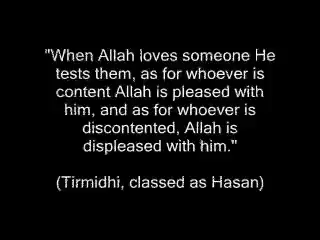 "When Allah loves someone He
tests them, as for whoever is
content Allah is pleased with
him, and as for whoever is
discontented, Allah is
displeased with him."
(Tirmidhi, classed as Hasan)